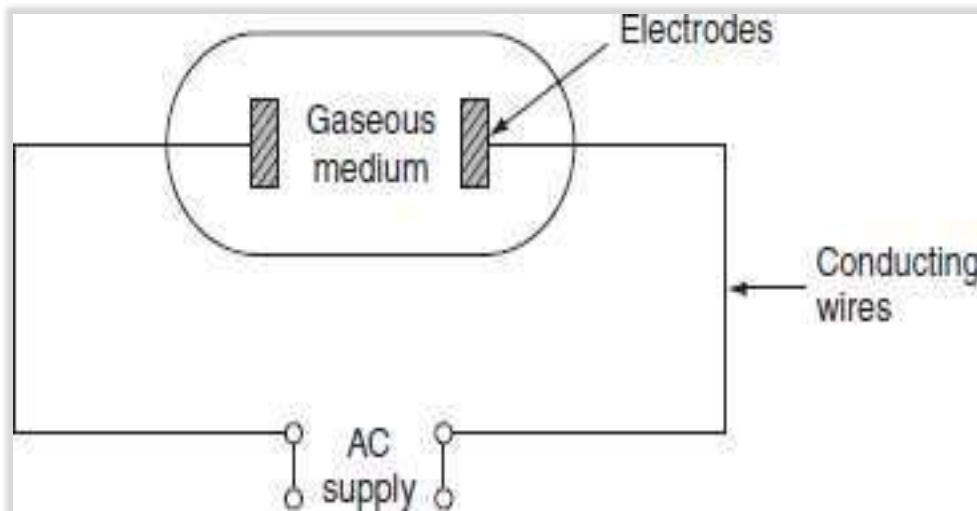 Electrodes
Gaseous
medium
Conducting
wires
AC
supply